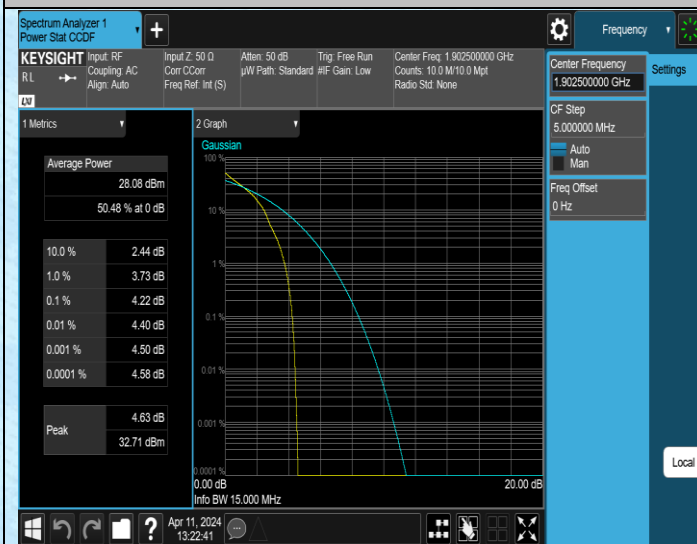 Spectrum Analyzer 1
Power Stat CCDF
Frequency
KEYSIGHT
R L
LXI
Input: RF
Coupling: AC
Align: Auto
Input Z: 50 Ω
Corr CCorr
Freq Ref: Int (S)
Atten: 50 dB
µW Path: Standard
Trig: Free Run
#IF Gain: Low
Center Freq: 1.902500000 GHz
Counts: 10.0 M/10.0 Mpt
Radio Std: None
Center Frequency
1.902500000 GHz
Settings
CF Step
5.000000 MHz
Auto
Man
Freq Offset
0 Hz
1 Metrics
Average Power
28.08 dBm
50.48 % at 0 dB
10.0 % 2.44 dB
1.0 % 3.73 dB
0.1 % 4.22 dB
0.01 % 4.40 dB
0.001 % 4.50 dB
0.0001 % 4.58 dB
Peak 4.63 dB
32.71 dBm
2 Graph
Gaussian
100 %
10 %
1 %
0.1 %
0.01 %
0.001 %
0.0001 %
0.00 dB 20.00 dB
Info BW 15.000 MHz
Local
?
Apr 11, 2024
13:22:41